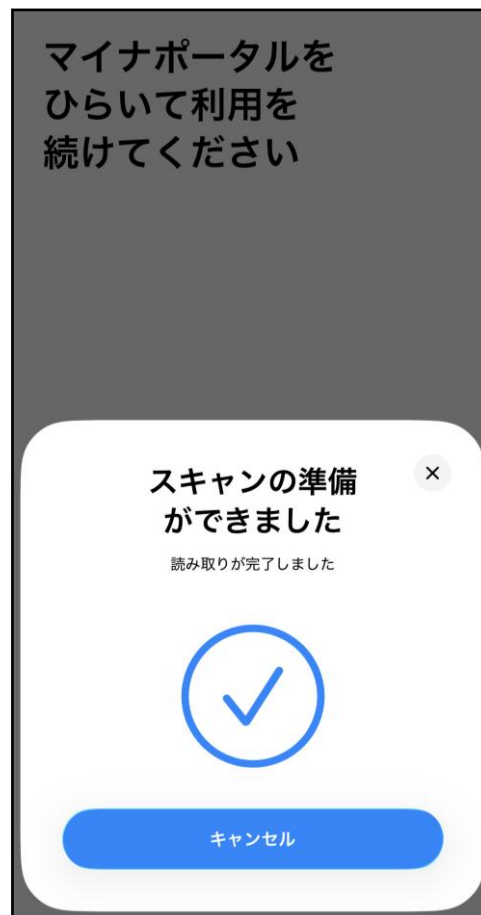 マイナポータルを
ひらいて利用を
続けてください
スキャンの準備
ができました
読み取りが完了しました
キャンセル